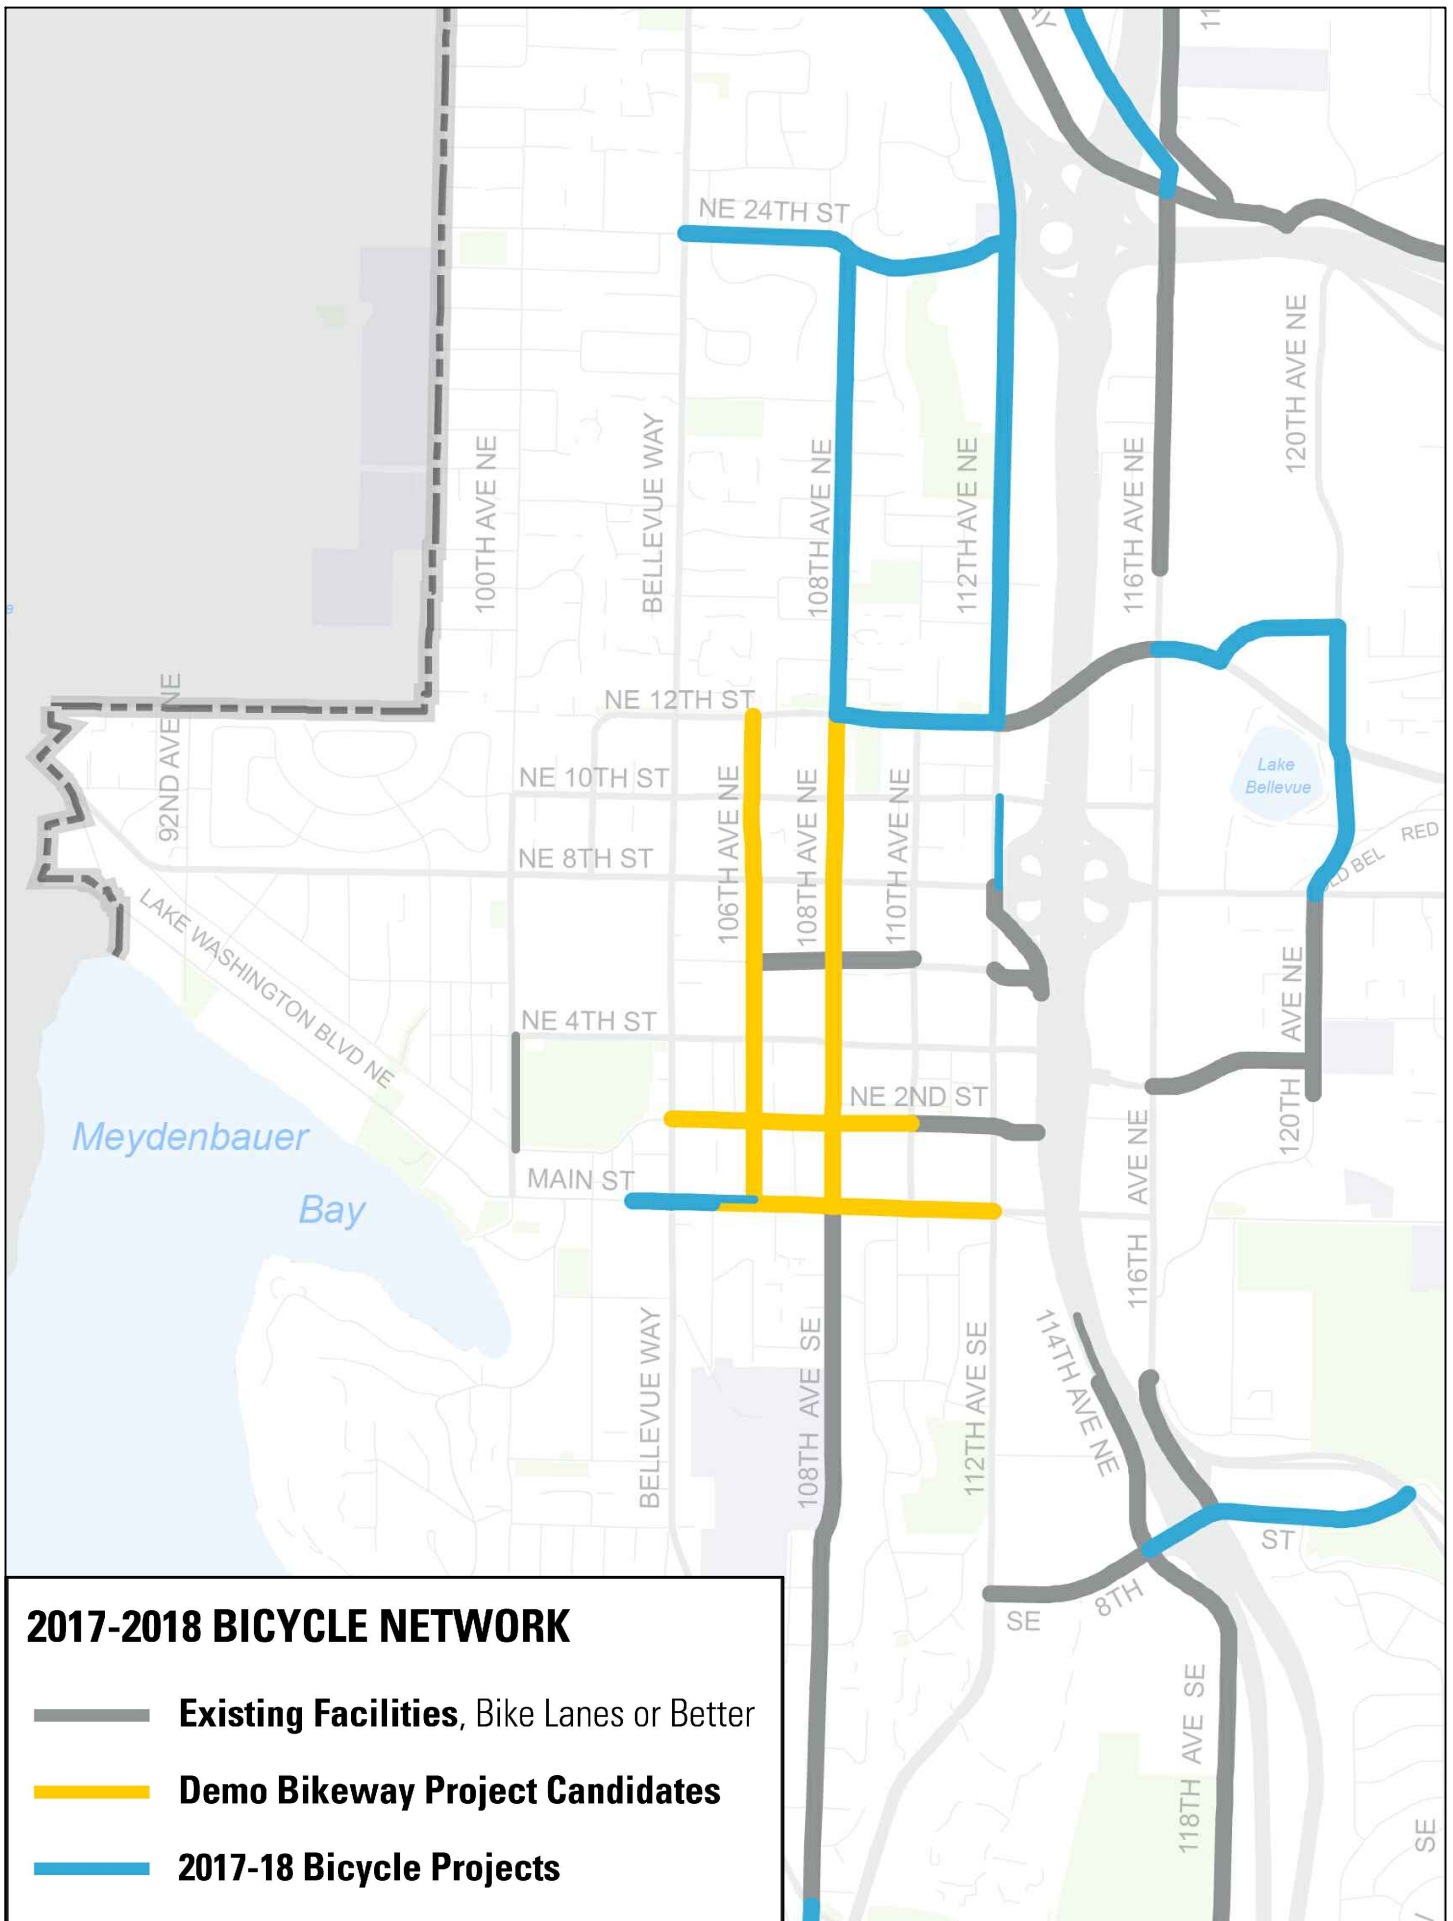 NE 24TH ST
120TH AVE NE
100TH AVE NE
BELLEVUE WAY
108TH AVE NE
112TH AVE NE
116TH AVE NE
NE 12TH ST
92ND AVE NE
NE 10TH ST
106TH AVE NE
108TH AVE NE
110TH AVE NE
Lake
Bellevue
RED
NE 8TH ST
LAKE WASHINGTON BLVD NE
NE 4TH ST
120TH AVE NE
NE 2ND ST
116TH AVE NE
Meydenbauer
Bay
MAIN ST
BELLEVUE WAY
108TH AVE SE
112TH AVE SE
114TH AVE NE
SE 8TH ST
118TH AVE SE
SE
2017-2018 BICYCLE NETWORK
Existing Facilities, Bike Lanes or Better
Demo Bikeway Project Candidates
2017-18 Bicycle Projects